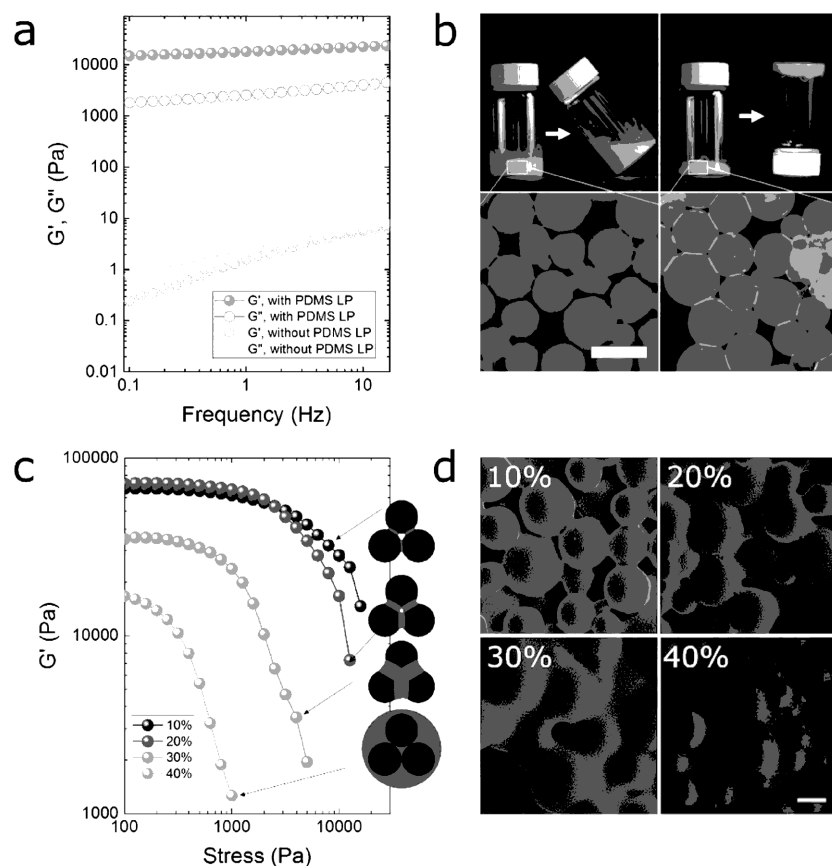 a
10000
1000
100
10
1
0.1
0.01
G', G" (Pa)
G', with PDMS LP
G", with PDMS LP
G', without PDMS LP
G", without PDMS LP
0.1
1
10
Frequency (Hz)
b
c
100000
10000
1000
G' (Pa)
10%
20%
30%
40%
100
1000
10000
Stress (Pa)
d
10%
20%
30%
40%